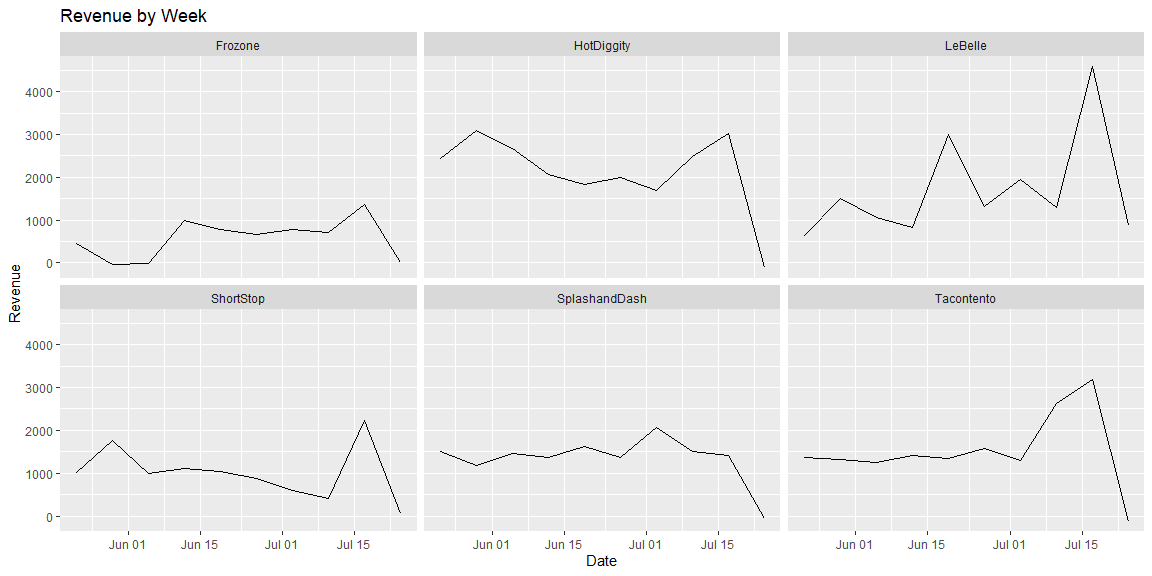 Revenue by Week
Frozone
HotDiggity
LeBelle
4000
3000
2000
1000
0
ShortStop
SplashandDash
Tacontento
4000
3000
2000
1000
0
Revenue
Jun 01 Jun 15 Jul 01 Jul 15
Jun 01 Jun 15 Jul 01 Jul 15
Jun 01 Jun 15 Jul 01 Jul 15
Date